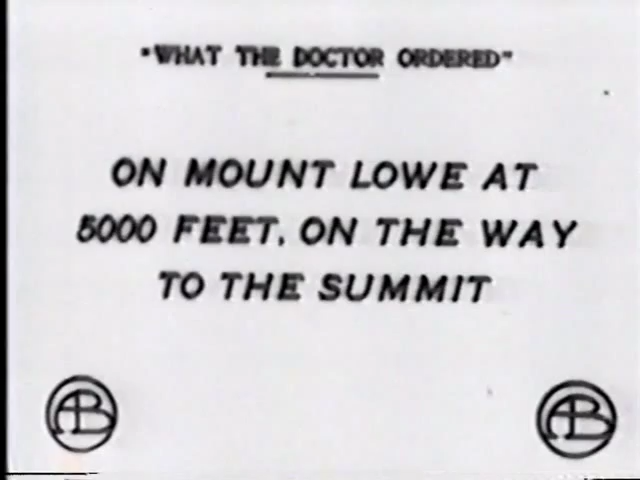 "WHAT THE DOCTOR ORDERED"
ON MOUNT LOWE AT
5000 FEET, ON THE WAY
TO THE SUMMIT
AB AB